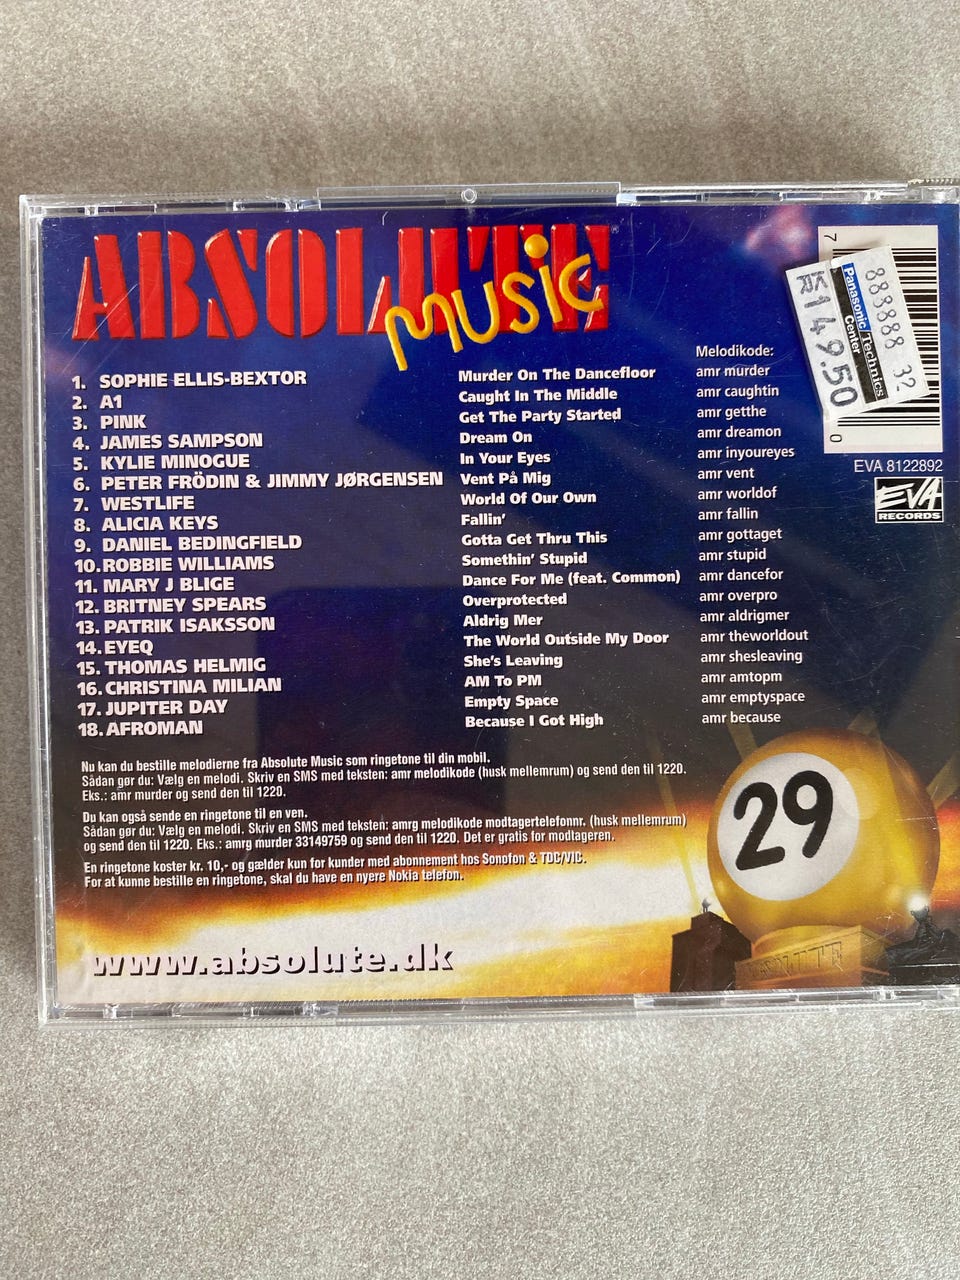 ABSOLUTE
music
Melodikode:
1. SOPHIE ELLIS-BEXTOR Murder On The Dancefloor amr murder
2. A1 Caught In The Middle amr caughtin
3. PINK Get The Party Started amr getthe
4. JAMES SAMPSON Dream On amr dreamon
5. KYLIE MINOGUE In Your Eyes amr inyoureyes
6. PETER FRÖDIN & JIMMY JØRGENSEN Vent På Mig amr vent
7. WESTLIFE World Of Our Own amr worldof
8. ALICIA KEYS Fallin' amr fallin
9. DANIEL BEDINGFIELD Gotta Get Thru This amr gottaget
10. ROBBIE WILLIAMS Somethin' Stupid amr stupid
11. MARY J BLIGE Dance For Me (feat. Common) amr dancefor
12. BRITNEY SPEARS Overprotected amr overpro
13. PATRIK ISAKSSON Aldrig Mer amr aldrigmer
14. EYEQ The World Outside My Door amr theworldout
15. THOMAS HELMIG She's Leaving amr shesleaving
16. CHRISTINA MILIAN AM To PM amr amtopm
17. JUPITER DAY Empty Space amr emptyspace
18. AFROMAN Because I Got High amr because
7
888888 32
Panasonic Technics
Center
149.50
0
EVA 8122892
EVA
RECORDS
Nu kan du bestille melodierne fra Absolute Music som ringetone til din mobil.
Sådan gør du: Vælg en melodi. Skriv en SMS med teksten: amr melodikode (husk mellemrum) og send den til 1220.
Eks.: amr murder og send den til 1220.
Du kan også sende en ringetone til en ven.
Sådan gør du: Vælg en melodi. Skriv en SMS med teksten: amrg melodikode modtagertelefonnr. (husk mellemrum)
og send den til 1220. Eks.: amrg murder 33149759 og send den til 1220. Det er gratis for modtageren.
En ringetone koster kr. 10,- og gælder kun for kunder med abonnement hos Sonofon & TDC/VIC.
For at kunne bestille en ringetone, skal du have en nyere Nokia telefon.
29
ABSOLUTE
www.absolute.dk